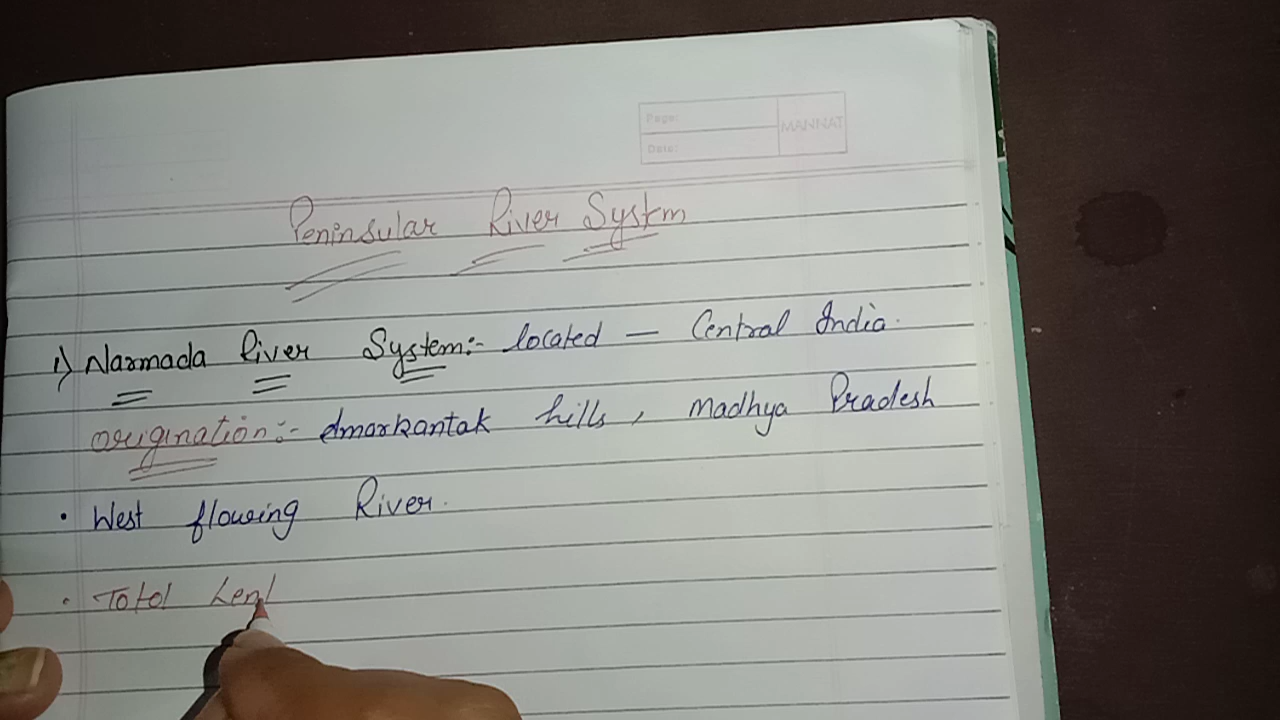 Page:
MANNAT
Date:
Peninsular River System
1) Narmada River System:- located — Central India.
origination:- Amarkantak hills, Madhya Pradesh
• West flowing River.
• Total Len